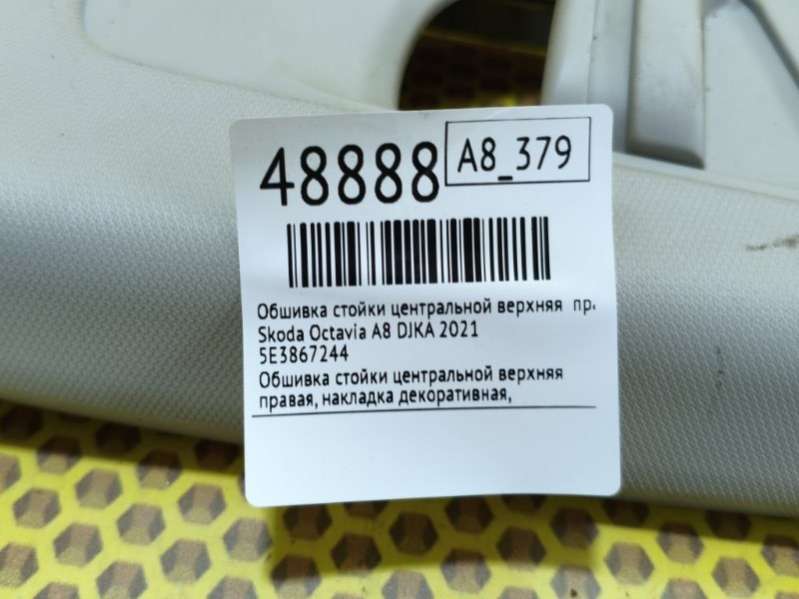 48888
A8_379
Обшивка стойки центральной верхняя пр.
Skoda Octavia A8 DJKA 2021
5E3867244
Обшивка стойки центральной верхняя
правая, накладка декоративная,